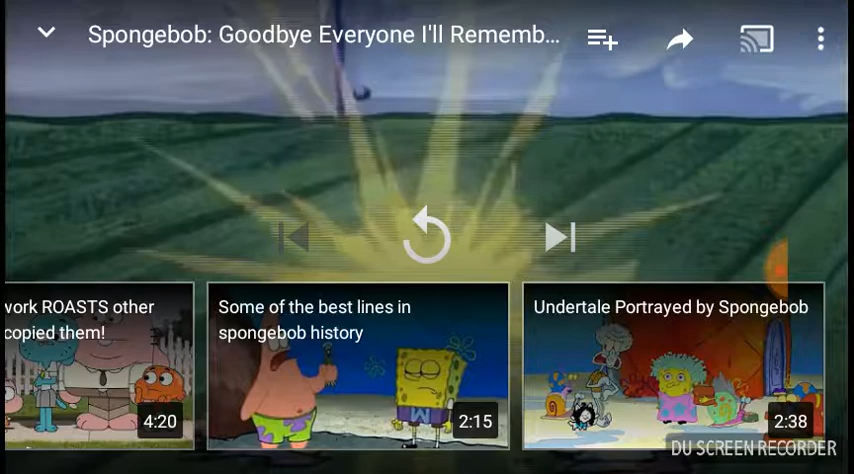 Spongebob: Goodbye Everyone I'll Rememb...
work ROASTS other
copied them!
4:20
Some of the best lines in
spongebob history
2:15
Undertale Portrayed by Spongebob
2:38
DU SCREEN RECORDER